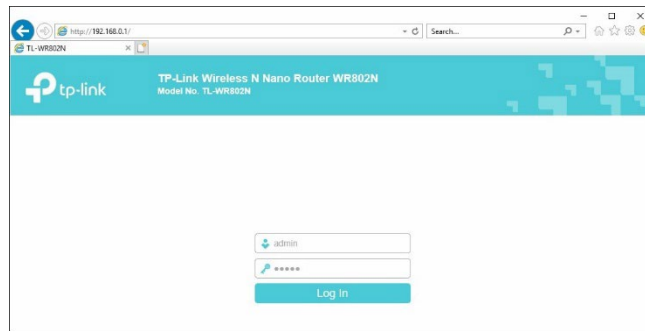 http://192.168.0.1/
Search...
TL-WR802N
tp-link
TP-Link Wireless N Nano Router WR802N
Model No. TL-WR802N
admin
•••••
Log In